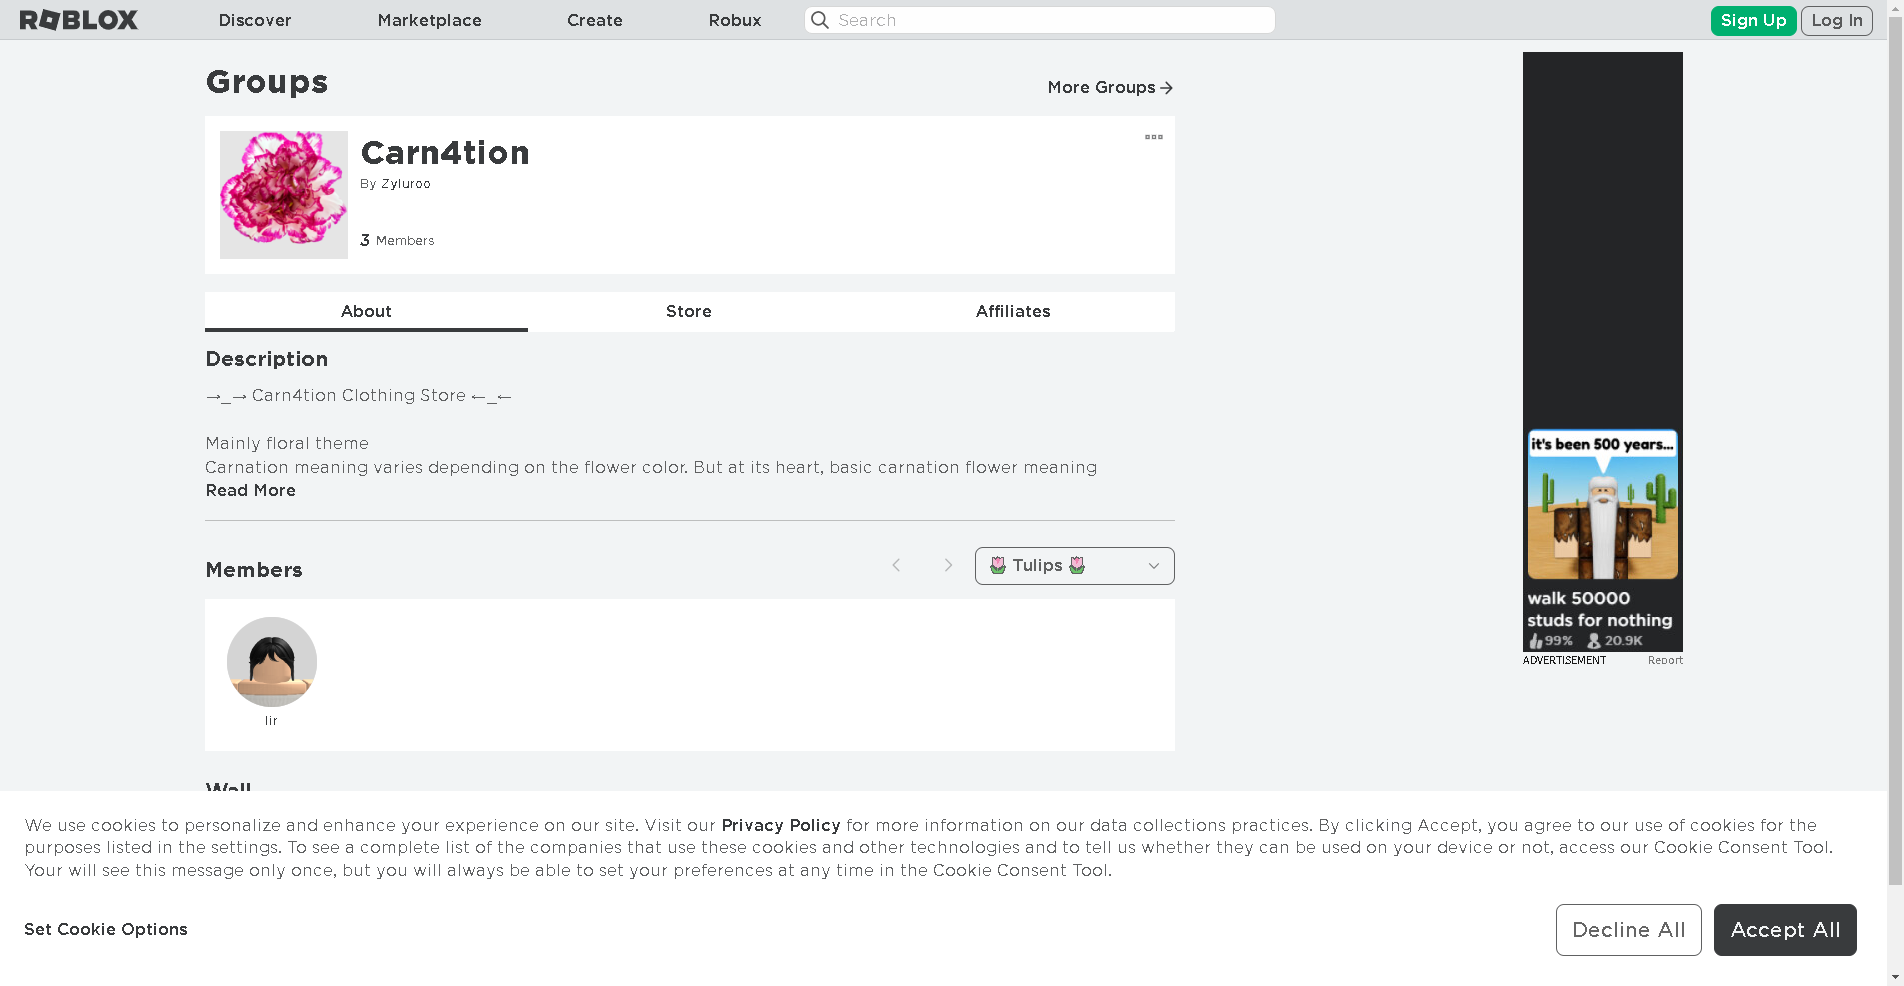 ROBLOX Discover Marketplace Create Robux Search Sign Up Log In
Groups
More Groups
Carn4tion
By Zyluroo
3 Members
About Store Affiliates
Description
→_→ Carn4tion Clothing Store ←_←
Mainly floral theme
Carnation meaning varies depending on the flower color. But at its heart, basic carnation flower meaning
Read More
Members
🌷 Tulips 🌷
lir
Wall
it's been 500 years...
walk 50000
studs for nothing
99% 20.9K
ADVERTISEMENT Report
We use cookies to personalize and enhance your experience on our site. Visit our Privacy Policy for more information on our data collections practices. By clicking Accept, you agree to our use of cookies for the
purposes listed in the settings. To see a complete list of the companies that use these cookies and other technologies and to tell us whether they can be used on your device or not, access our Cookie Consent Tool.
Your will see this message only once, but you will always be able to set your preferences at any time in the Cookie Consent Tool.
Set Cookie Options
Decline All
Accept All